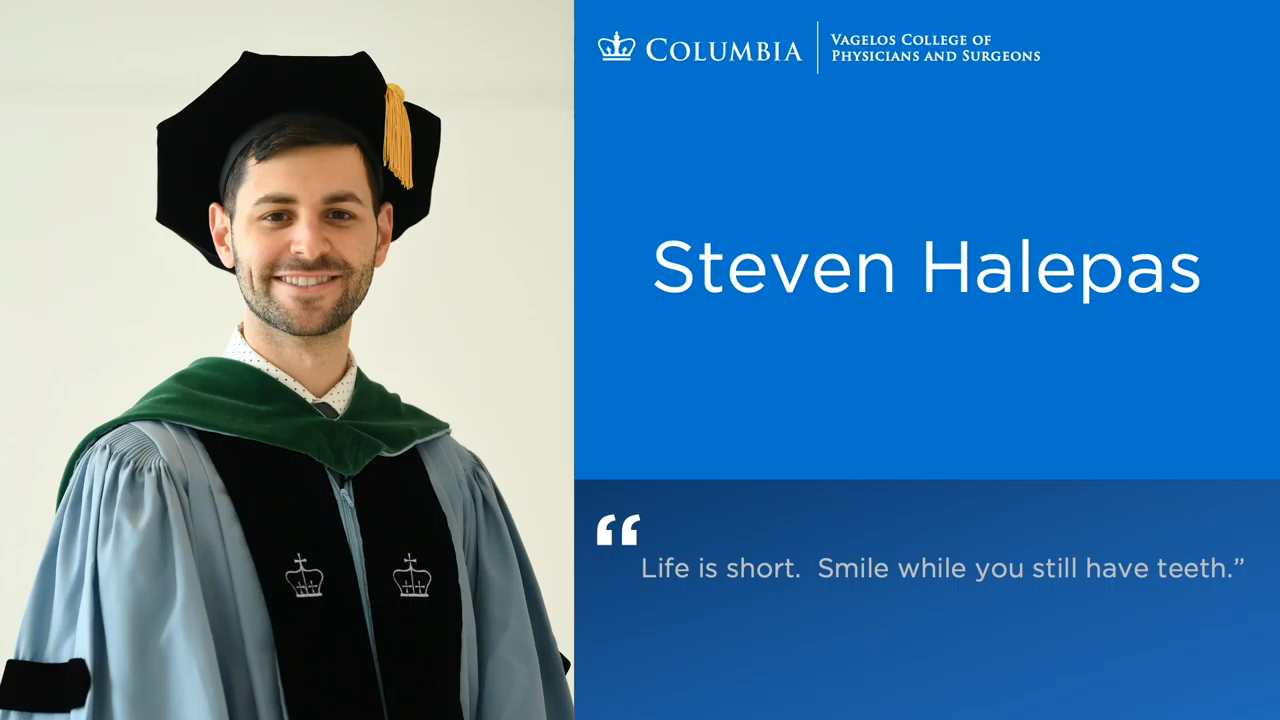 COLUMBIA
VAGELOS COLLEGE OF
PHYSICIANS AND SURGEONS
Steven Halepas
“Life is short.  Smile while you still have teeth.”